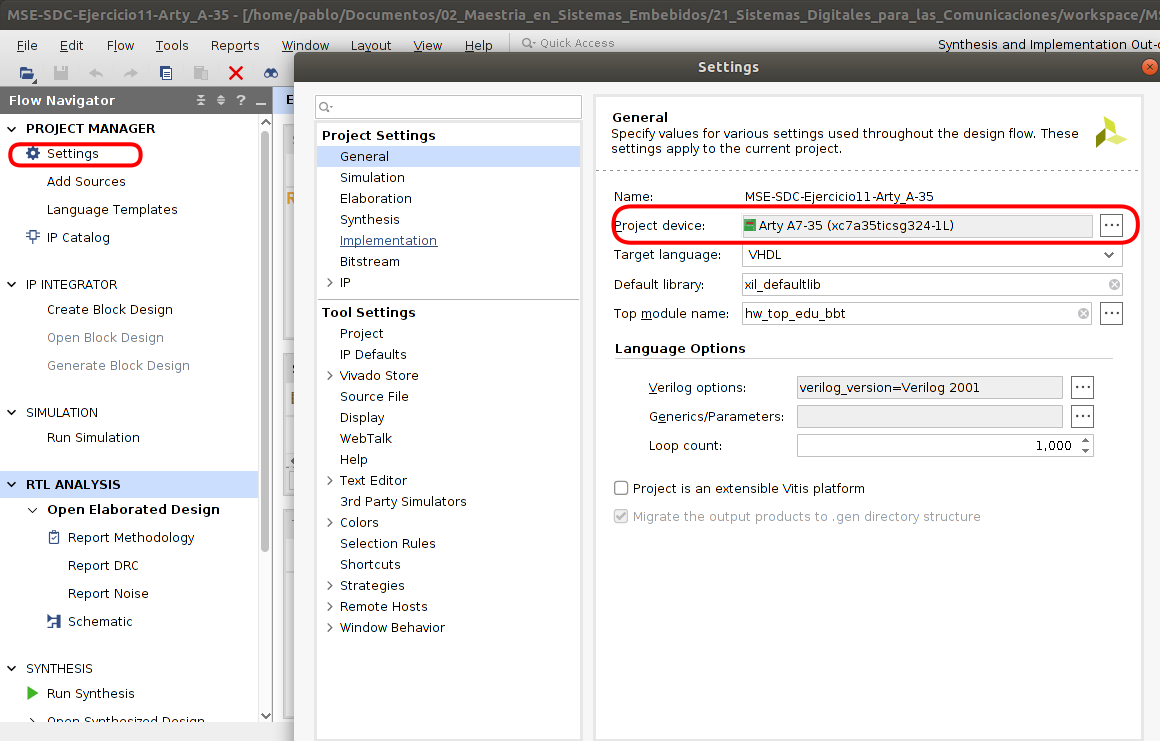 MSE-SDC-Ejercicio11-Arty_A-35 - [/home/pablo/Documentos/02_Maestria_en_Sistemas_Embebidos/21_Sistemas_Digitales_para_las_Comunicaciones/workspace/MS
File Edit Flow Tools Reports Window Layout View Help Quick Access
Synthesis and Implementation Out-o
Flow Navigator
PROJECT MANAGER
Settings
Add Sources
Language Templates
IP Catalog
IP INTEGRATOR
Create Block Design
Open Block Design
Generate Block Design
SIMULATION
Run Simulation
RTL ANALYSIS
Open Elaborated Design
Report Methodology
Report DRC
Report Noise
Schematic
SYNTHESIS
Run Synthesis
Open Synthesized Design
Settings
Project Settings
General
Simulation
Elaboration
Synthesis
Implementation
Bitstream
IP
Tool Settings
Project
IP Defaults
Vivado Store
Source File
Display
WebTalk
Help
Text Editor
3rd Party Simulators
Colors
Selection Rules
Shortcuts
Strategies
Remote Hosts
Window Behavior
General
Specify values for various settings used throughout the design flow. These
settings apply to the current project.
Name: MSE-SDC-Ejercicio11-Arty_A-35
Project device: Arty A7-35 (xc7a35ticsg324-1L) ...
Target language: VHDL
Default library: xil_defaultlib
Top module name: hw_top_edu_bbt ...
Language Options
Verilog options: verilog_version=Verilog 2001 ...
Generics/Parameters: ...
Loop count: 1,000
Project is an extensible Vitis platform
Migrate the output products to .gen directory structure